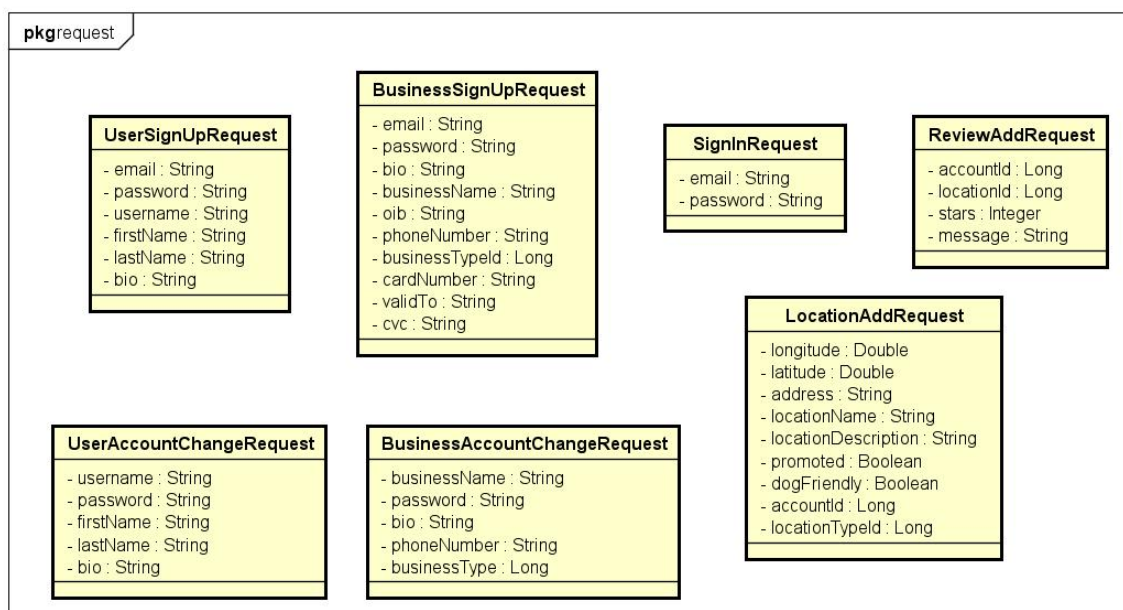 pkg request
UserSignUpRequest
- email : String
- password : String
- username : String
- firstName : String
- lastName : String
- bio : String
BusinessSignUpRequest
- email : String
- password : String
- bio : String
- businessName : String
- oib : String
- phoneNumber : String
- businessTypeId : Long
- cardNumber : String
- validTo : String
- cvc : String
SignInRequest
- email : String
- password : String
ReviewAddRequest
- accountId : Long
- locationId : Long
- stars : Integer
- message : String
LocationAddRequest
- longitude : Double
- latitude : Double
- address : String
- locationName : String
- locationDescription : String
- promoted : Boolean
- dogFriendly : Boolean
- accountId : Long
- locationTypeId : Long
UserAccountChangeRequest
- username : String
- password : String
- firstName : String
- lastName : String
- bio : String
BusinessAccountChangeRequest
- businessName : String
- password : String
- bio : String
- phoneNumber : String
- businessType : Long